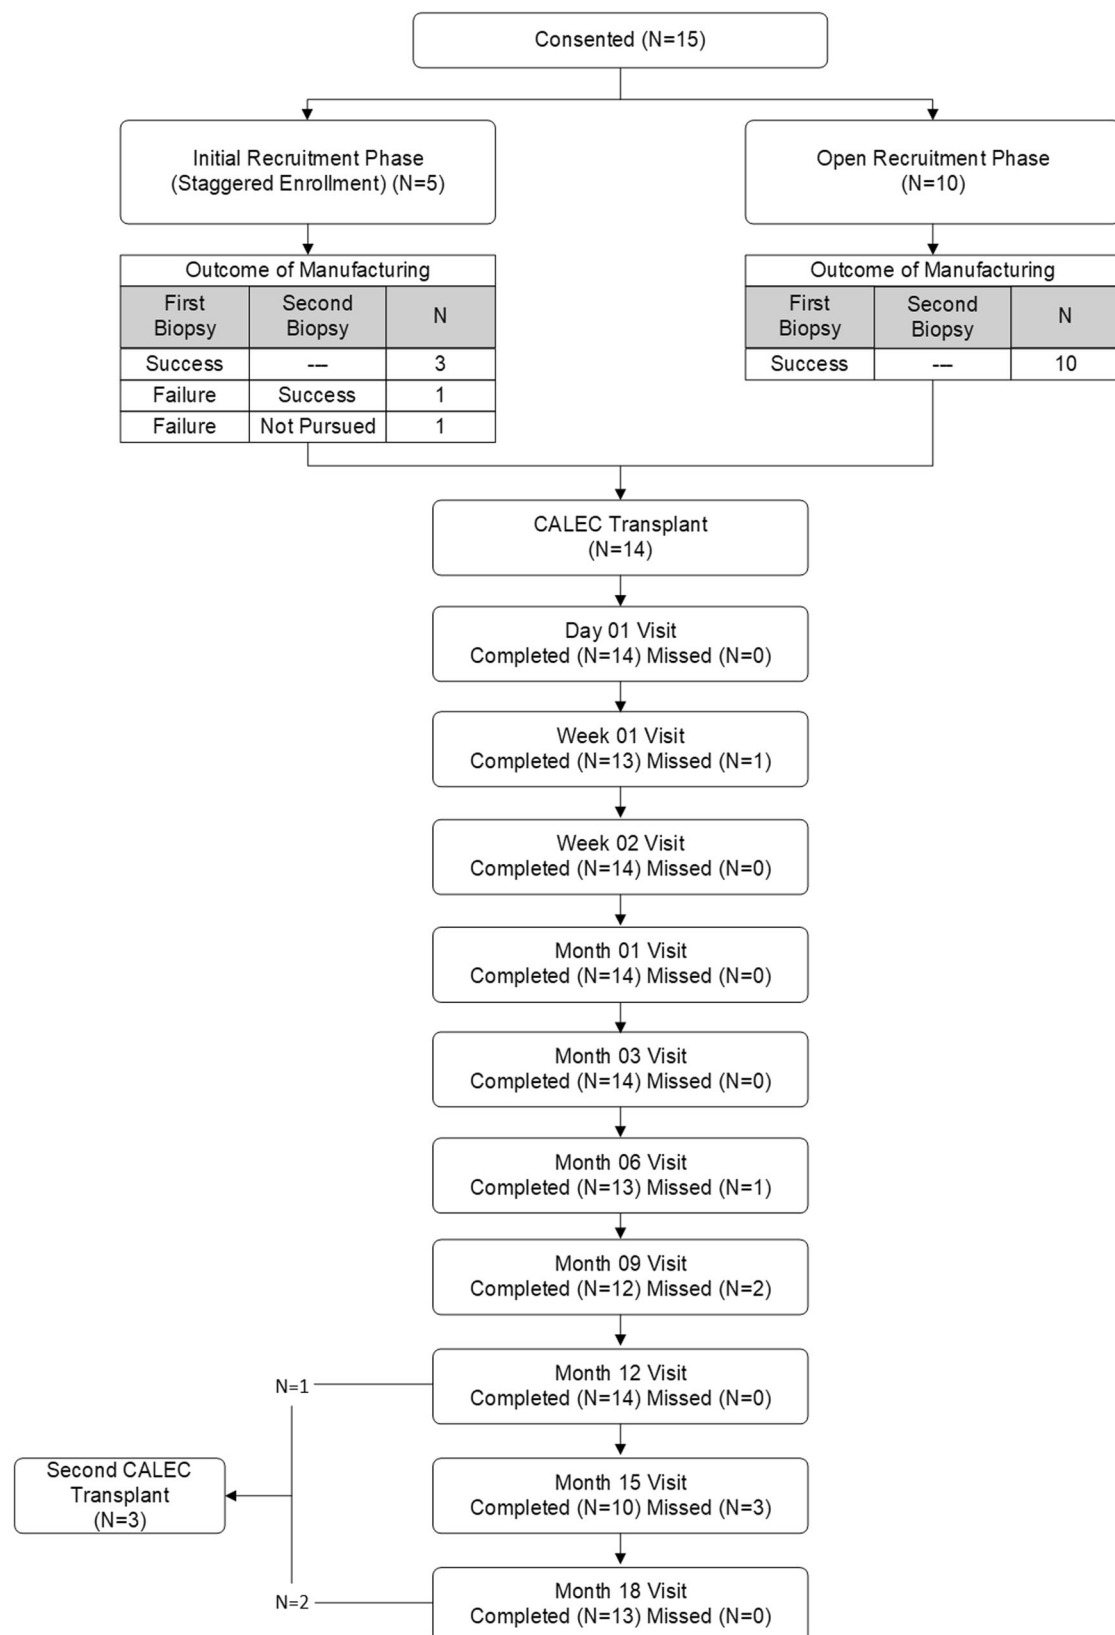 Consented (N=15)
Initial Recruitment Phase
(Staggered Enrollment) (N=5)
Open Recruitment Phase
(N=10)
Outcome of Manufacturing
First Biopsy Second Biopsy N
Success --- 3
Failure Success 1
Failure Not Pursued 1
Outcome of Manufacturing
First Biopsy Second Biopsy N
Success --- 10
CALEC Transplant
(N=14)
Day 01 Visit
Completed (N=14) Missed (N=0)
Week 01 Visit
Completed (N=13) Missed (N=1)
Week 02 Visit
Completed (N=14) Missed (N=0)
Month 01 Visit
Completed (N=14) Missed (N=0)
Month 03 Visit
Completed (N=14) Missed (N=0)
Month 06 Visit
Completed (N=13) Missed (N=1)
Month 09 Visit
Completed (N=12) Missed (N=2)
Month 12 Visit
Completed (N=14) Missed (N=0)
N=1
Second CALEC
Transplant
(N=3)
Month 15 Visit
Completed (N=10) Missed (N=3)
N=2
Month 18 Visit
Completed (N=13) Missed (N=0)